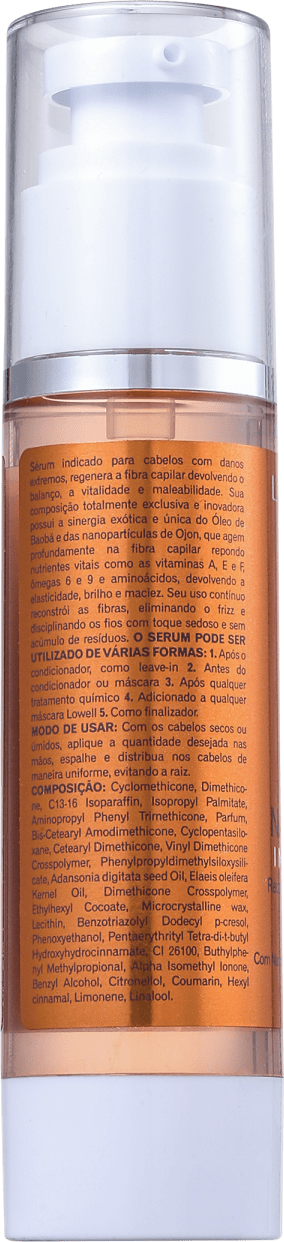 Sérum indicado para cabelos com danos
extremos, regenera a fibra capilar devolvendo o
balanço, a vitalidade e maleabilidade. Sua
composição totalmente exclusiva e inovadora
possui a sinergia exótica e única do Óleo de
Baobá e das nanopartículas de Ojon, que agem
profundamente na fibra capilar repondo
nutrientes vitais como as vitaminas A, E e F,
ômegas 6 e 9 e aminoácidos, devolvendo a
elasticidade, brilho e maciez. Seu uso contínuo
reconstrói as fibras, eliminando o frizz e
disciplinando os fios com toque sedoso e sem
acúmulo de resíduos. O SERUM PODE SER
UTILIZADO DE VÁRIAS FORMAS: 1. Após o
condicionador, como leave-in 2. Antes do
condicionador ou máscara 3. Após qualquer
tratamento químico 4. Adicionado a qualquer
máscara Lowell 5. Como finalizador.
MODO DE USAR: Com os cabelos secos ou
úmidos, aplique a quantidade desejada nas
mãos, espalhe e distribua nos cabelos de
maneira uniforme, evitando a raiz.
COMPOSIÇÃO: Cyclomethicone, Dimethico-
ne, C13-16 Isoparaffin, Isopropyl Palmitate,
Aminopropyl Phenyl Trimethicone, Parfum,
Bis-Cetearyl Amodimethicone, Cyclopentasilo-
xane, Cetearyl Dimethicone, Vinyl Dimethicone
Crosspolymer, Phenylpropyldimethylsiloxysili-
cate, Adansonia digitata seed Oil, Elaeis oleifera
Kernel Oil, Dimethicone Crosspolymer,
Ethylhexyl Cocoate, Microcrystalline wax,
Lecithin, Benzotriazolyl Dodecyl p-cresol,
Phenoxyethanol, Pentaerythrityl Tetra-di-t-butyl
Hydroxyhydrocinnamate, CI 26100, Buthylphe-
nyl Methylpropional, Alpha Isomethyl Ionone,
Benzyl Alcohol, Citronellol, Coumarin, Hexyl
cinnamal, Limonene, Linalool.